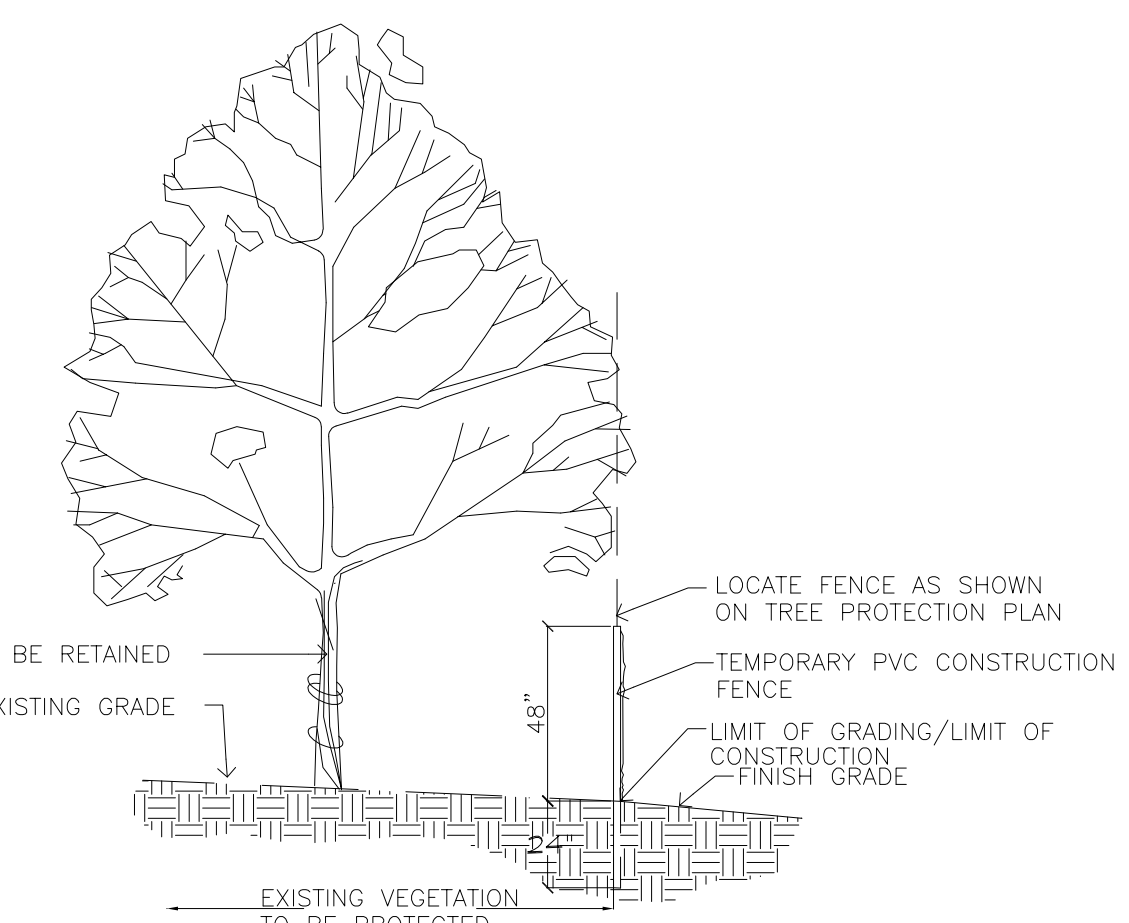 LOCATE FENCE AS SHOWN
ON TREE PROTECTION PLAN
BE RETAINED
TEMPORARY PVC CONSTRUCTION
FENCE
XISTING GRADE
48"
LIMIT OF GRADING/LIMIT OF
CONSTRUCTION
FINISH GRADE
24"
EXISTING VEGETATION
TO BE PROTECTED